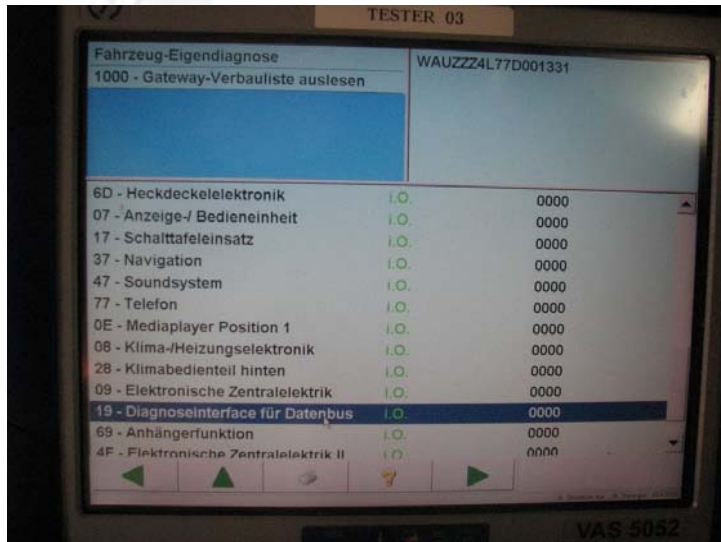 TESTER 03
Fahrzeug-Eigendiagnose
WAUZZZ4L77D001331
1000 - Gateway-Verbauliste auslesen
6D - Heckdeckelelektronik i.O. 0000
07 - Anzeige-/ Bedieneinheit i.O. 0000
17 - Schalttafeleinsatz i.O. 0000
37 - Navigation i.O. 0000
47 - Soundsystem i.O. 0000
77 - Telefon i.O. 0000
0E - Mediaplayer Position 1 i.O. 0000
08 - Klima-/Heizungselektronik i.O. 0000
28 - Klimabedienteil hinten i.O. 0000
09 - Elektronische Zentralelektrik i.O. 0000
19 - Diagnoseinterface für Datenbus i.O. 0000
69 - Anhängerfunktion i.O. 0000
4F - Elektronische Zentralelektrik II i.O. 0000
VAS 5052